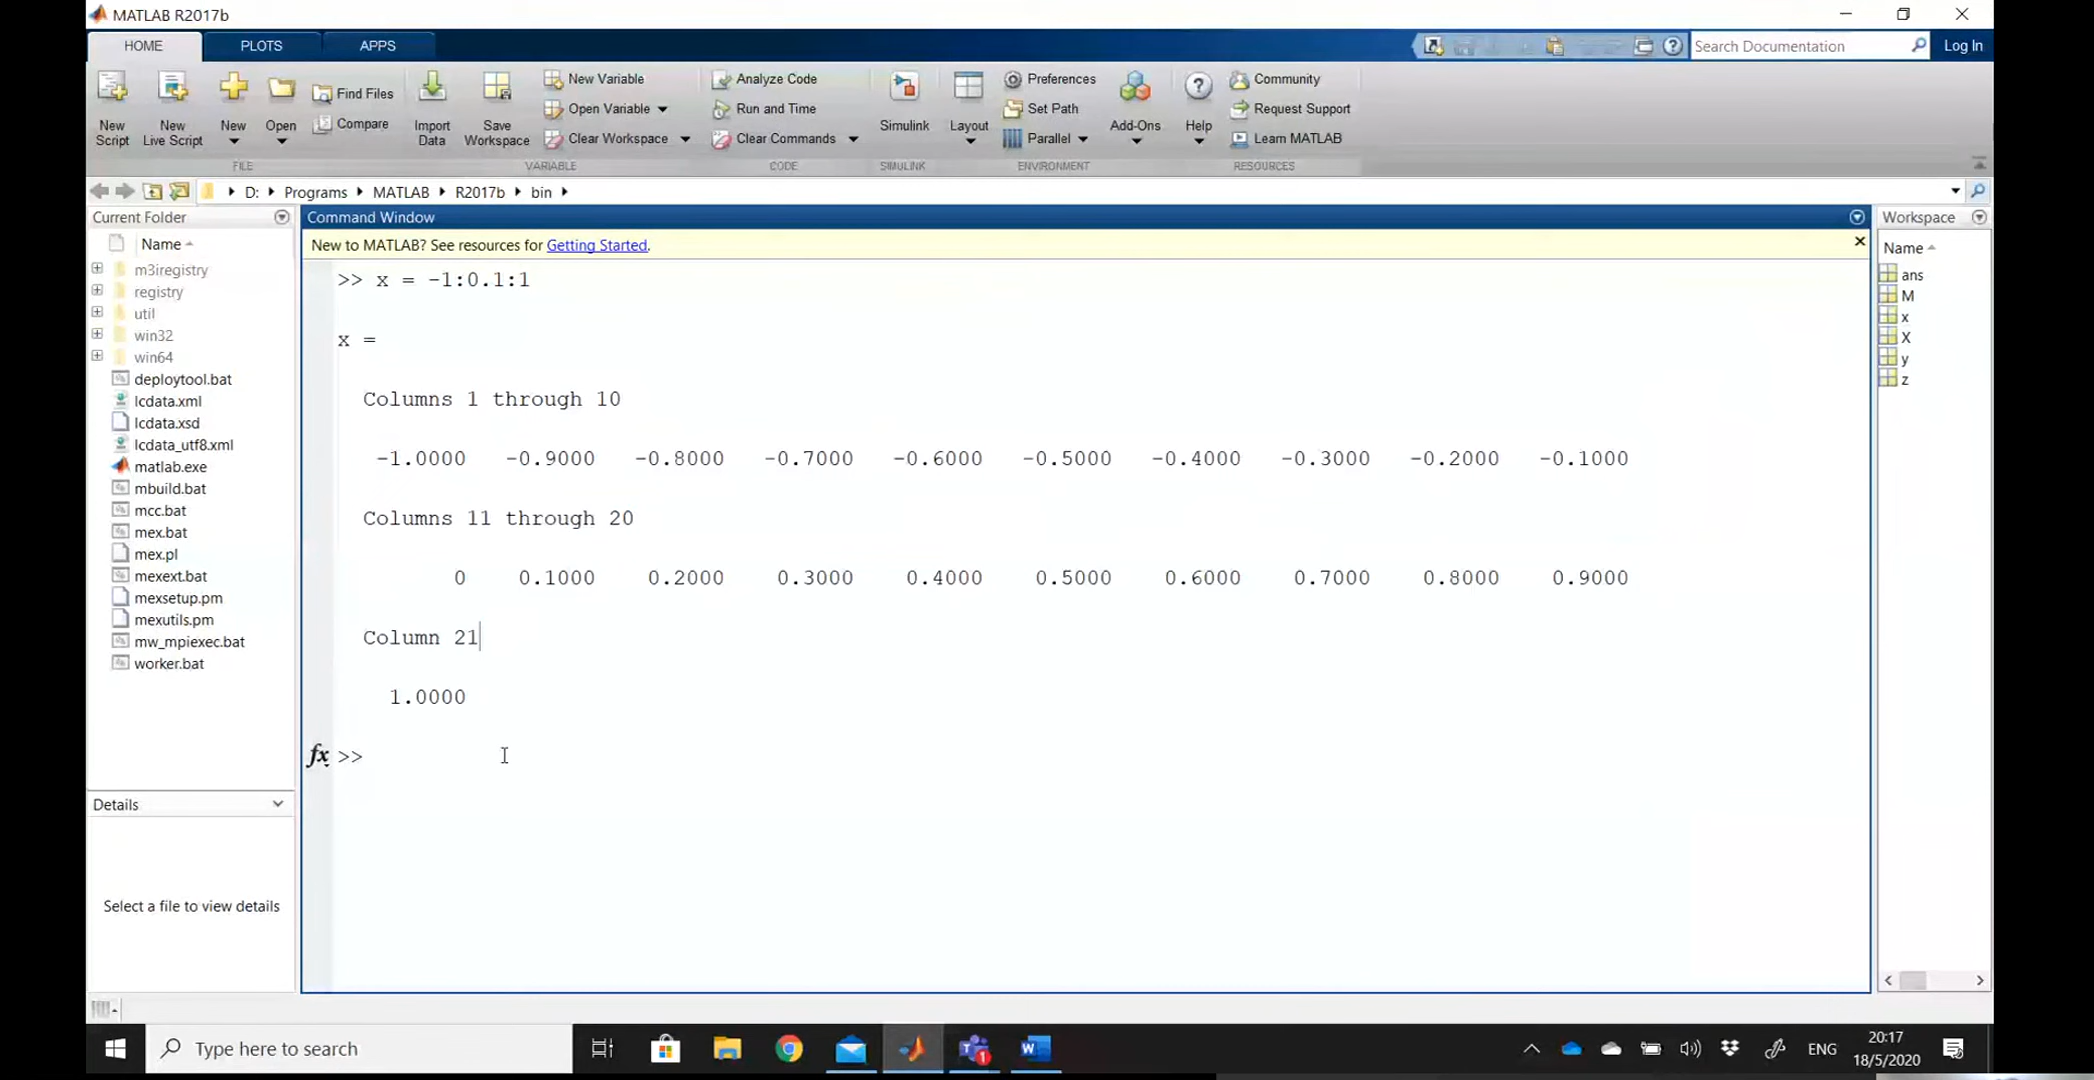 MATLAB R2017b
HOME PLOTS APPS
Search Documentation Log In
New Script
New Live Script
New
Open
Find Files
Compare
FILE
Import Data
Save Workspace
New Variable
Open Variable
Clear Workspace
VARIABLE
Analyze Code
Run and Time
Clear Commands
CODE
Simulink
SIMULINK
Layout
Preferences
Set Path
Parallel
ENVIRONMENT
Add-Ons
Help
Community
Request Support
Learn MATLAB
RESOURCES
D: Programs MATLAB R2017b bin
Current Folder
Name
m3iregistry
registry
util
win32
win64
deploytool.bat
lcdata.xml
lcdata.xsd
lcdata_utf8.xml
matlab.exe
mbuild.bat
mcc.bat
mex.bat
mex.pl
mexext.bat
mexsetup.pm
mexutils.pm
mw_mpiexec.bat
worker.bat
Details
Select a file to view details
Command Window
New to MATLAB? See resources for Getting Started.
>> x = -1:0.1:1
x =
Columns 1 through 10
-1.0000 -0.9000 -0.8000 -0.7000 -0.6000 -0.5000 -0.4000 -0.3000 -0.2000 -0.1000
Columns 11 through 20
0 0.1000 0.2000 0.3000 0.4000 0.5000 0.6000 0.7000 0.8000 0.9000
Column 21
1.0000
fx >>
Workspace
Name
ans
M
x
X
y
z
Type here to search
1
W
ENG
20:17
18/5/2020